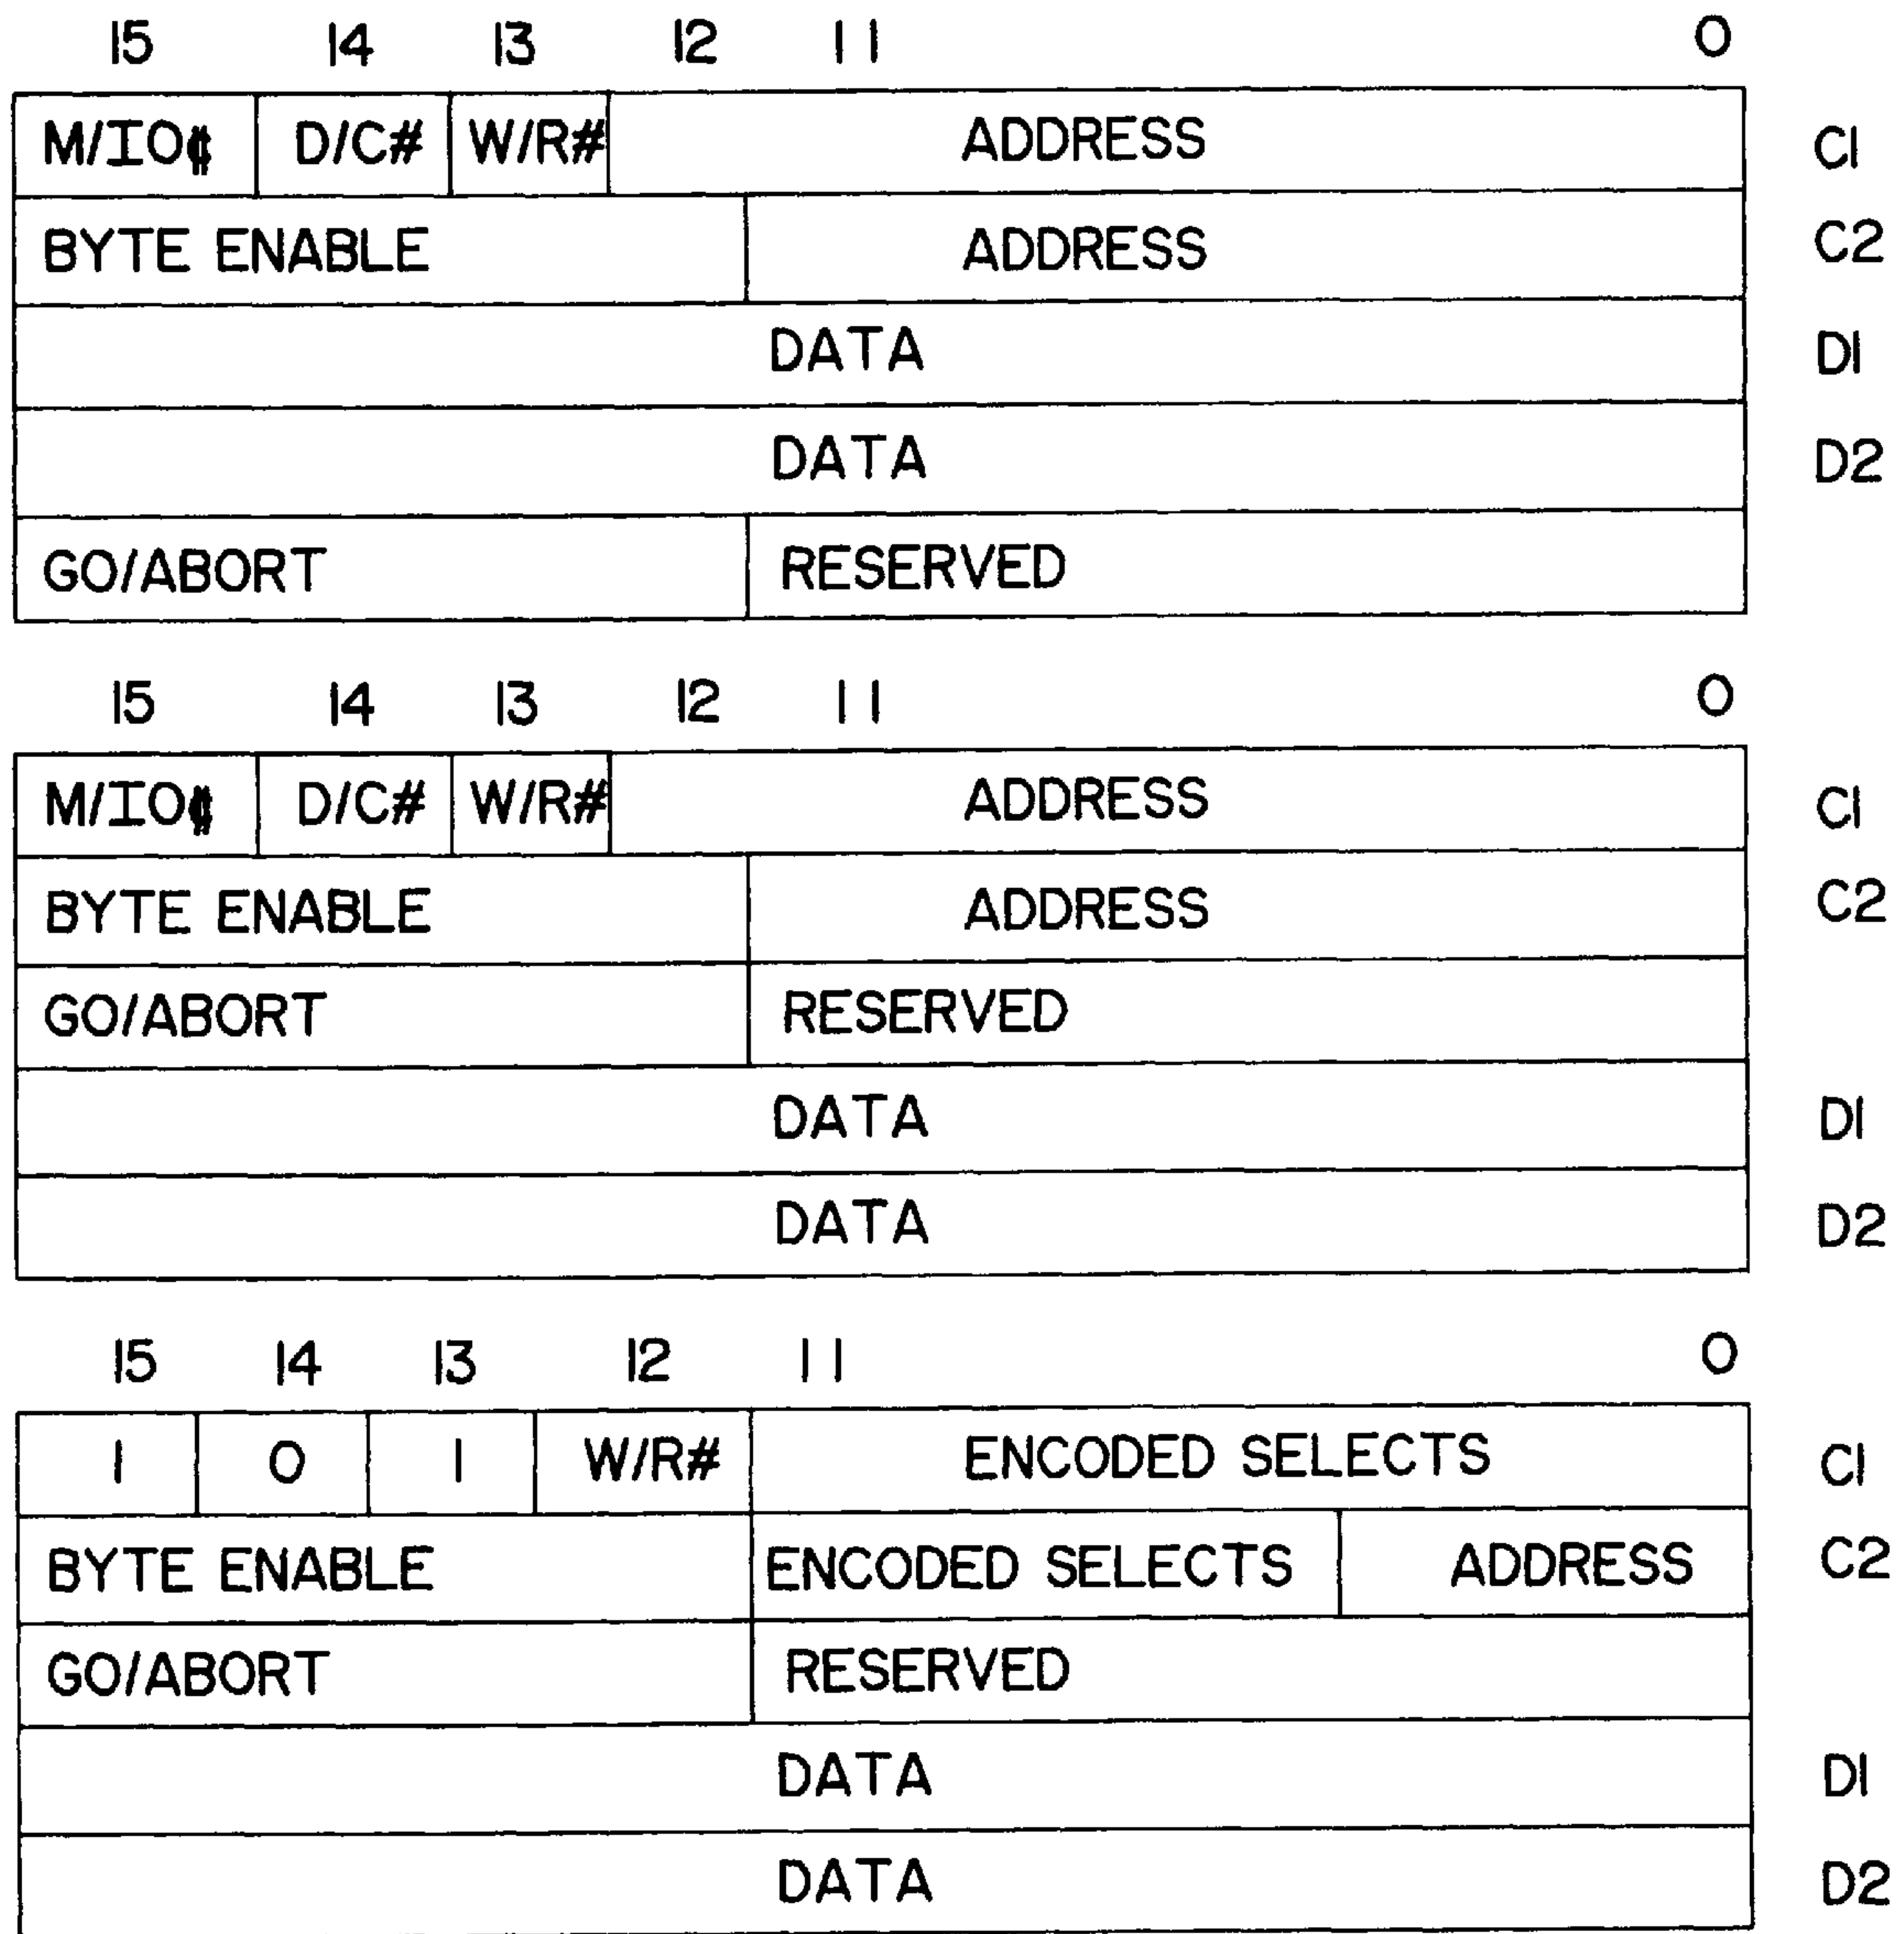 15 14 13 12 11 0
M/IO# D/C# W/R# ADDRESS C1
BYTE ENABLE ADDRESS C2
DATA D1
DATA D2
GO/ABORT RESERVED
15 14 13 12 11 0
M/IO# D/C# W/R# ADDRESS C1
BYTE ENABLE ADDRESS C2
GO/ABORT RESERVED
DATA D1
DATA D2
15 14 13 12 11 0
1 0 1 W/R# ENCODED SELECTS C1
BYTE ENABLE ENCODED SELECTS ADDRESS C2
GO/ABORT RESERVED
DATA D1
DATA D2